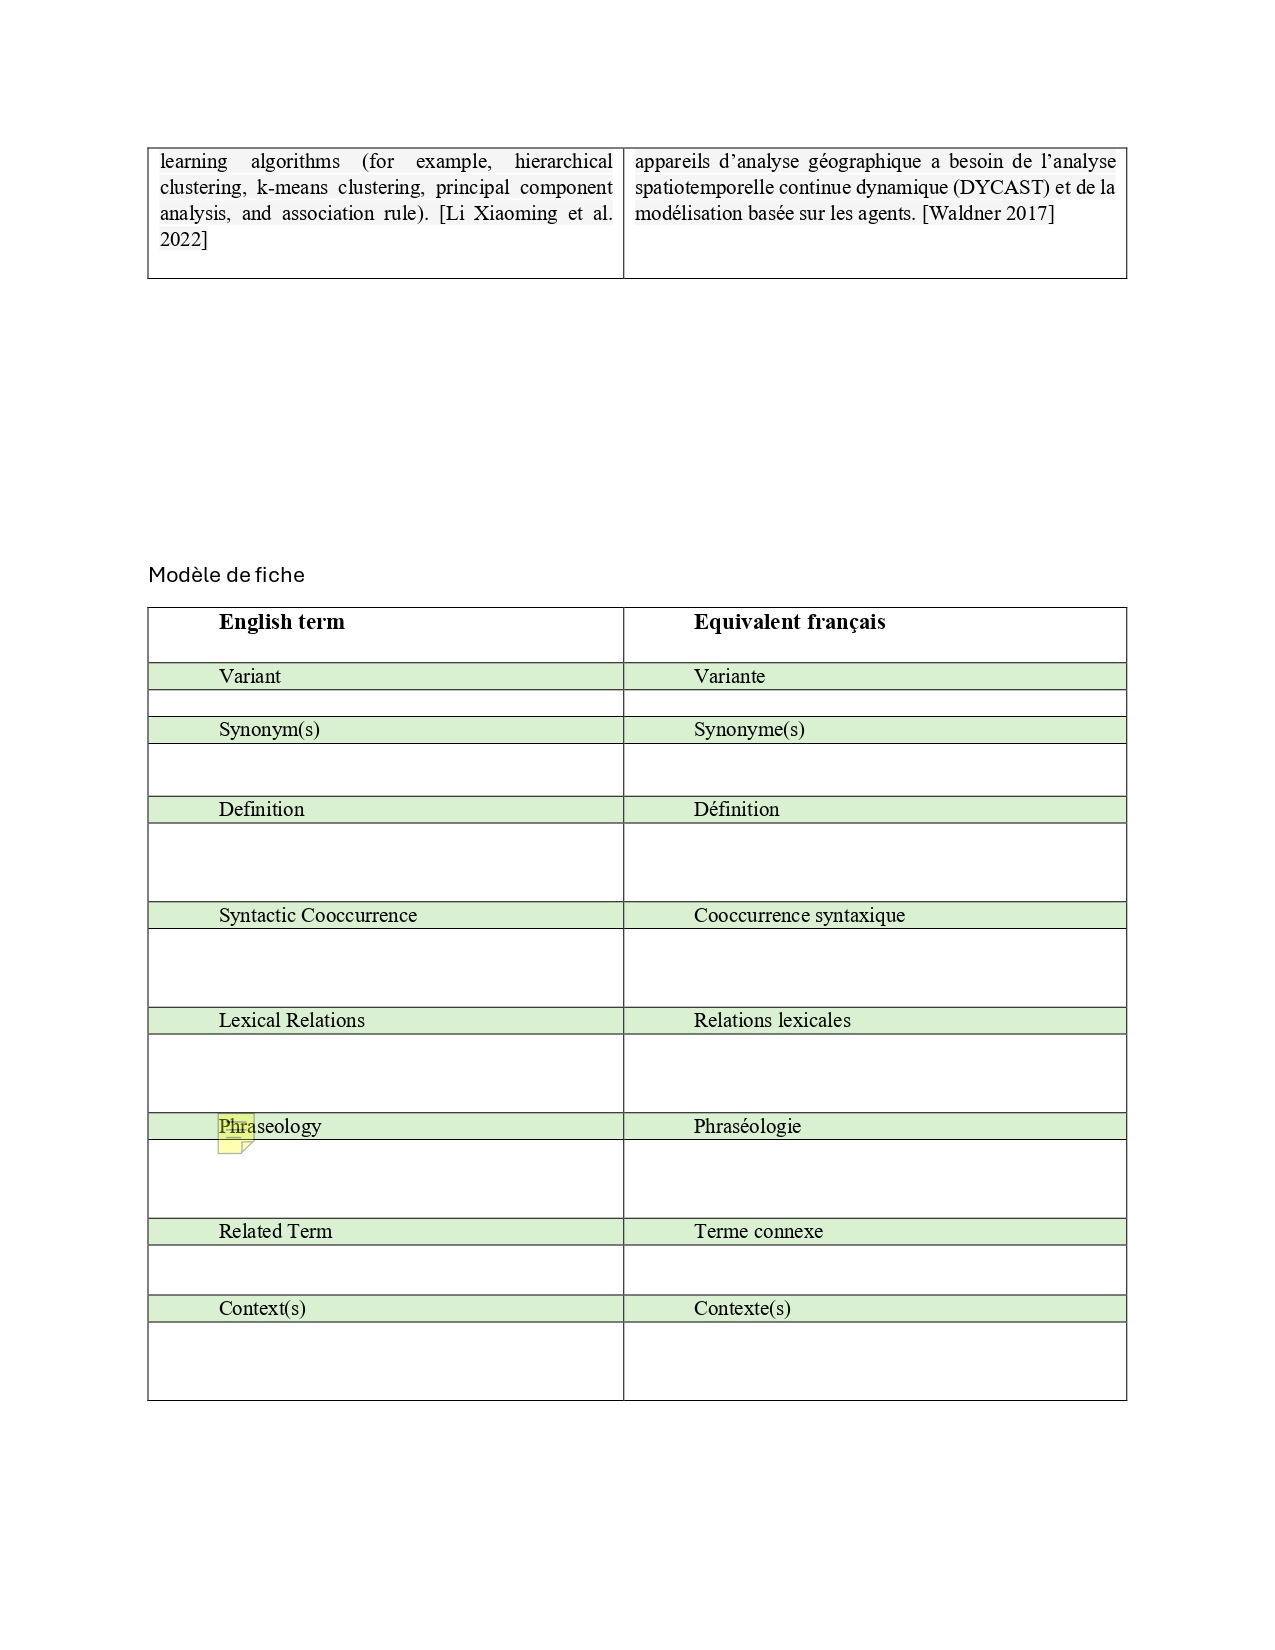 learning algorithms (for example, hierarchical
clustering, k-means clustering, principal component
analysis, and association rule). [Li Xiaoming et al.
2022]
appareils d’analyse géographique a besoin de l’analyse
spatiotemporelle continue dynamique (DYCAST) et de la
modélisation basée sur les agents. [Waldner 2017]
Modèle de fiche
English term
Equivalent français
Variant
Variante
Synonym(s)
Synonyme(s)
Definition
Définition
Syntactic Cooccurrence
Cooccurrence syntaxique
Lexical Relations
Relations lexicales
Phraseology
Phraséologie
Related Term
Terme connexe
Context(s)
Contexte(s)